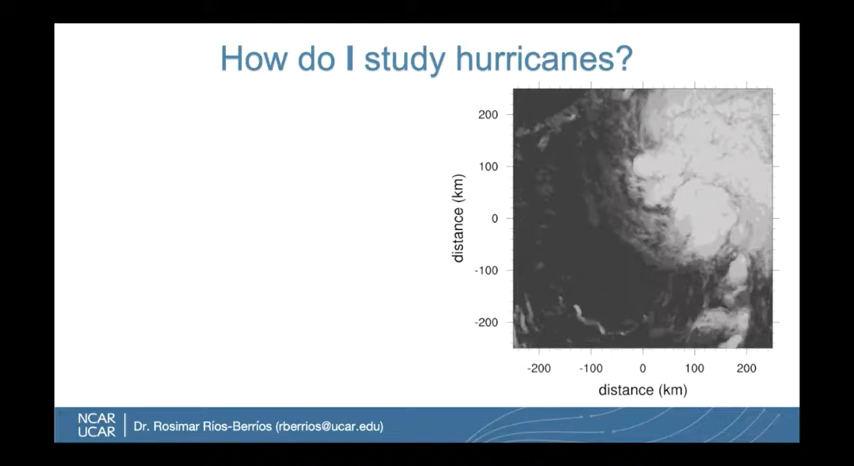 How do I study hurricanes?
200
100
0
-100
-200
distance (km)
-200 -100 0 100 200
distance (km)
NCAR
UCAR
Dr. Rosimar Ríos-Berríos (rberrios@ucar.edu)